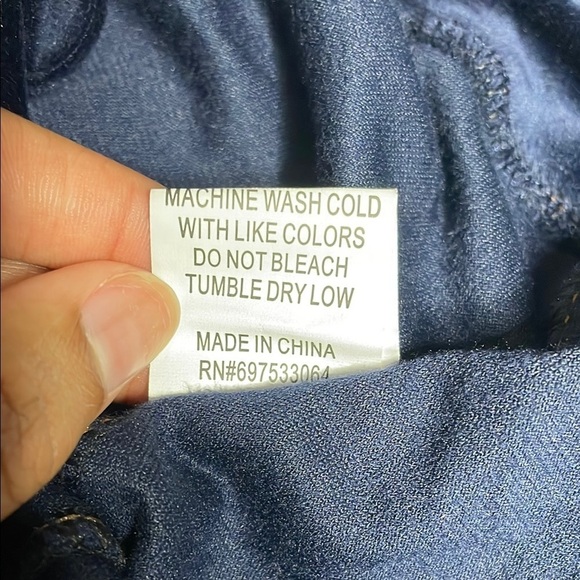 MACHINE WASH COLD
WITH LIKE COLORS
DO NOT BLEACH
TUMBLE DRY LOW
MADE IN CHINA
RN#697533064